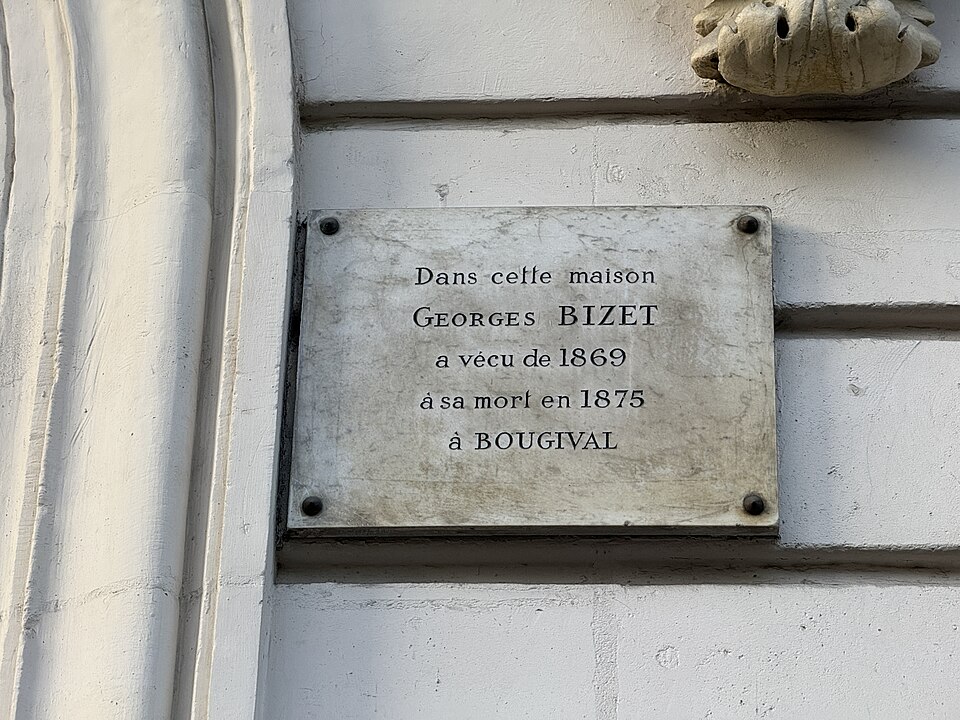 Dans cette maison
GEORGES BIZET
a vécu de 1869
à sa mort en 1875
à BOUGIVAL